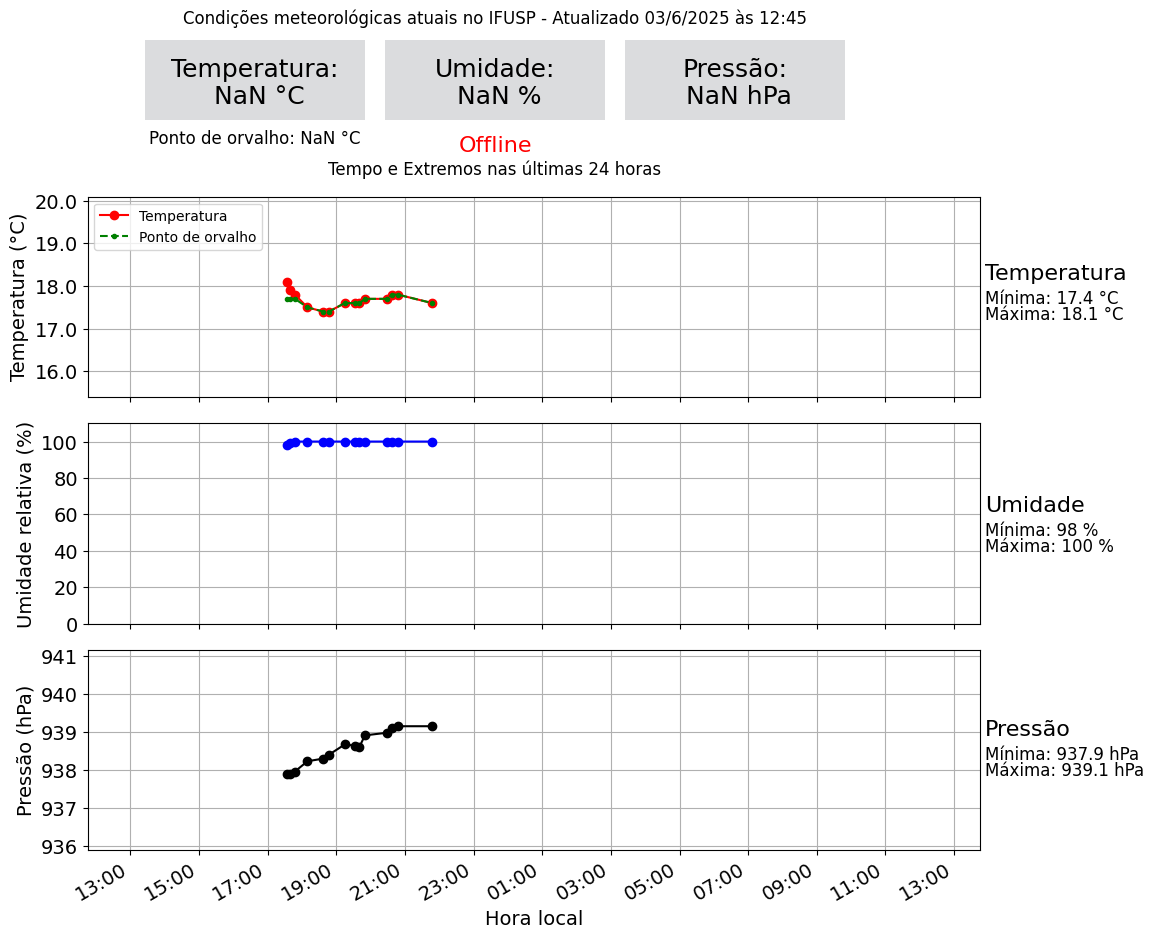 Condições meteorológicas atuais no IFUSP - Atualizado 03/6/2025 às 12:45
Temperatura:
NaN °C
Umidade:
NaN %
Pressão:
NaN hPa
Ponto de orvalho: NaN °C
Offline
Tempo e Extremos nas últimas 24 horas
Temperatura (°C)
20.0
19.0
18.0
17.0
16.0
Temperatura
Ponto de orvalho
Temperatura
Mínima: 17.4 °C
Máxima: 18.1 °C
Umidade relativa (%)
100
80
60
40
20
0
Umidade
Mínima: 98 %
Máxima: 100 %
Pressão (hPa)
941
940
939
938
937
936
Pressão
Mínima: 937.9 hPa
Máxima: 939.1 hPa
13:00 15:00 17:00 19:00 21:00 23:00 01:00 03:00 05:00 07:00 09:00 11:00 13:00
Hora local